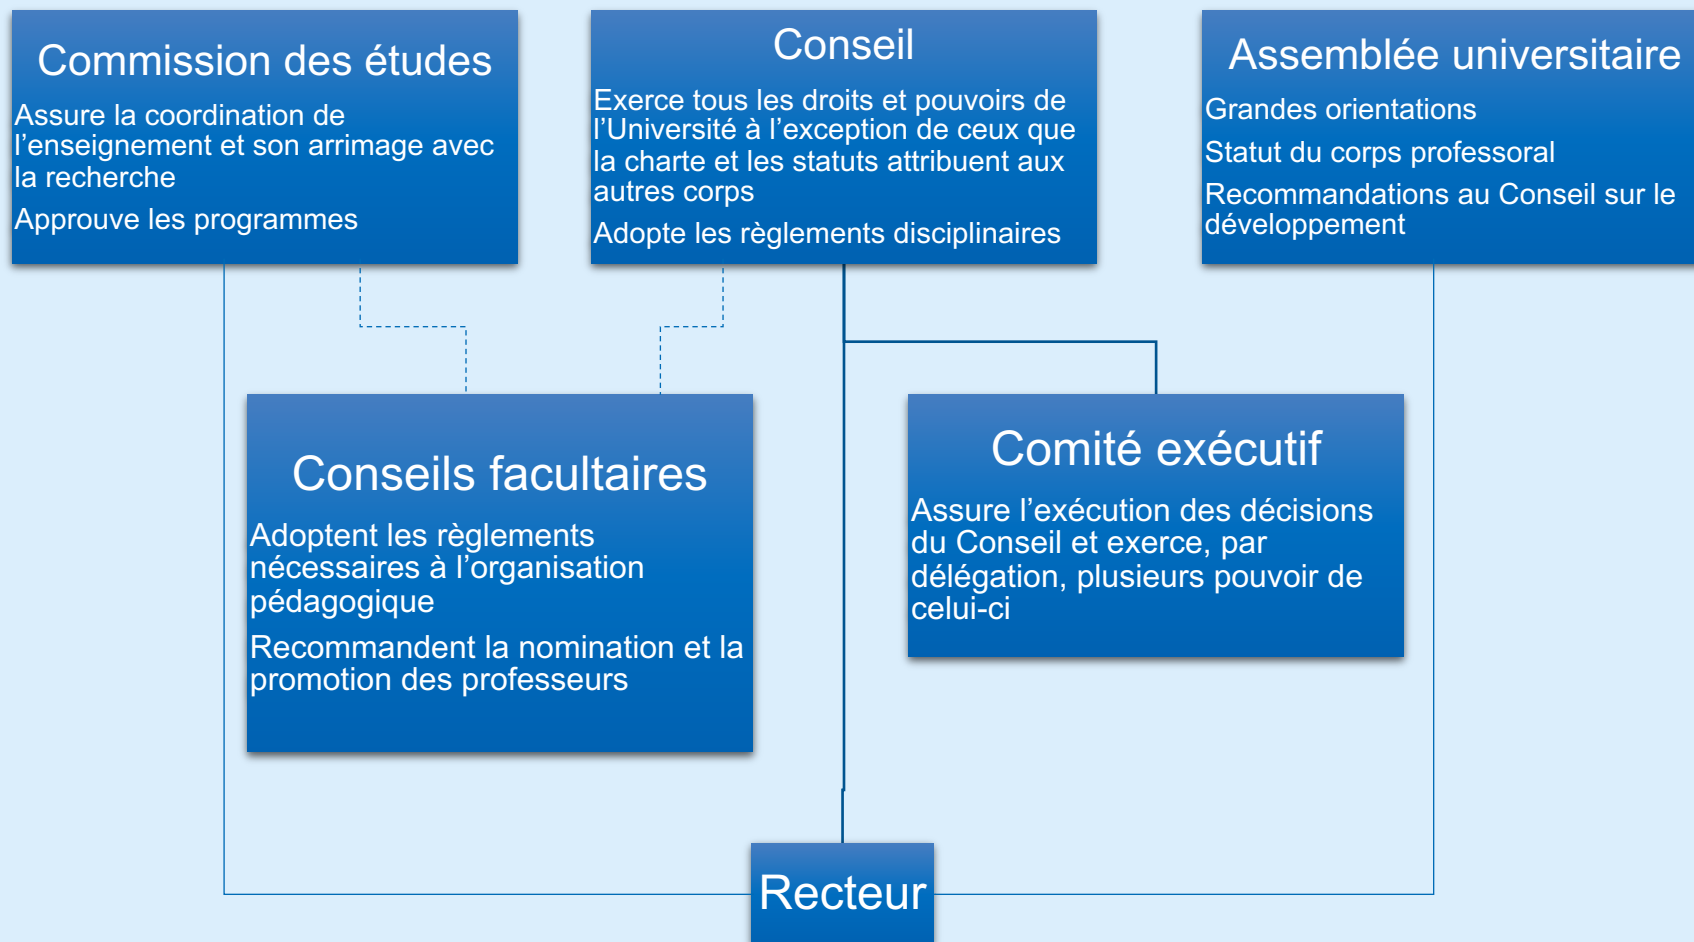 Commission des études
Assure la coordination de
l’enseignement et son arrimage avec
la recherche
Approuve les programmes
Conseil
Exerce tous les droits et pouvoirs de
l’Université à l’exception de ceux que
la charte et les statuts attribuent aux
autres corps
Adopte les règlements disciplinaires
Assemblée universitaire
Grandes orientations
Statut du corps professoral
Recommandations au Conseil sur le
développement
Conseils facultaires
Adoptent les règlements
nécessaires à l’organisation
pédagogique
Recommandent la nomination et la
promotion des professeurs
Comité exécutif
Assure l’exécution des décisions
du Conseil et exerce, par
délégation, plusieurs pouvoir de
celui-ci
Recteur